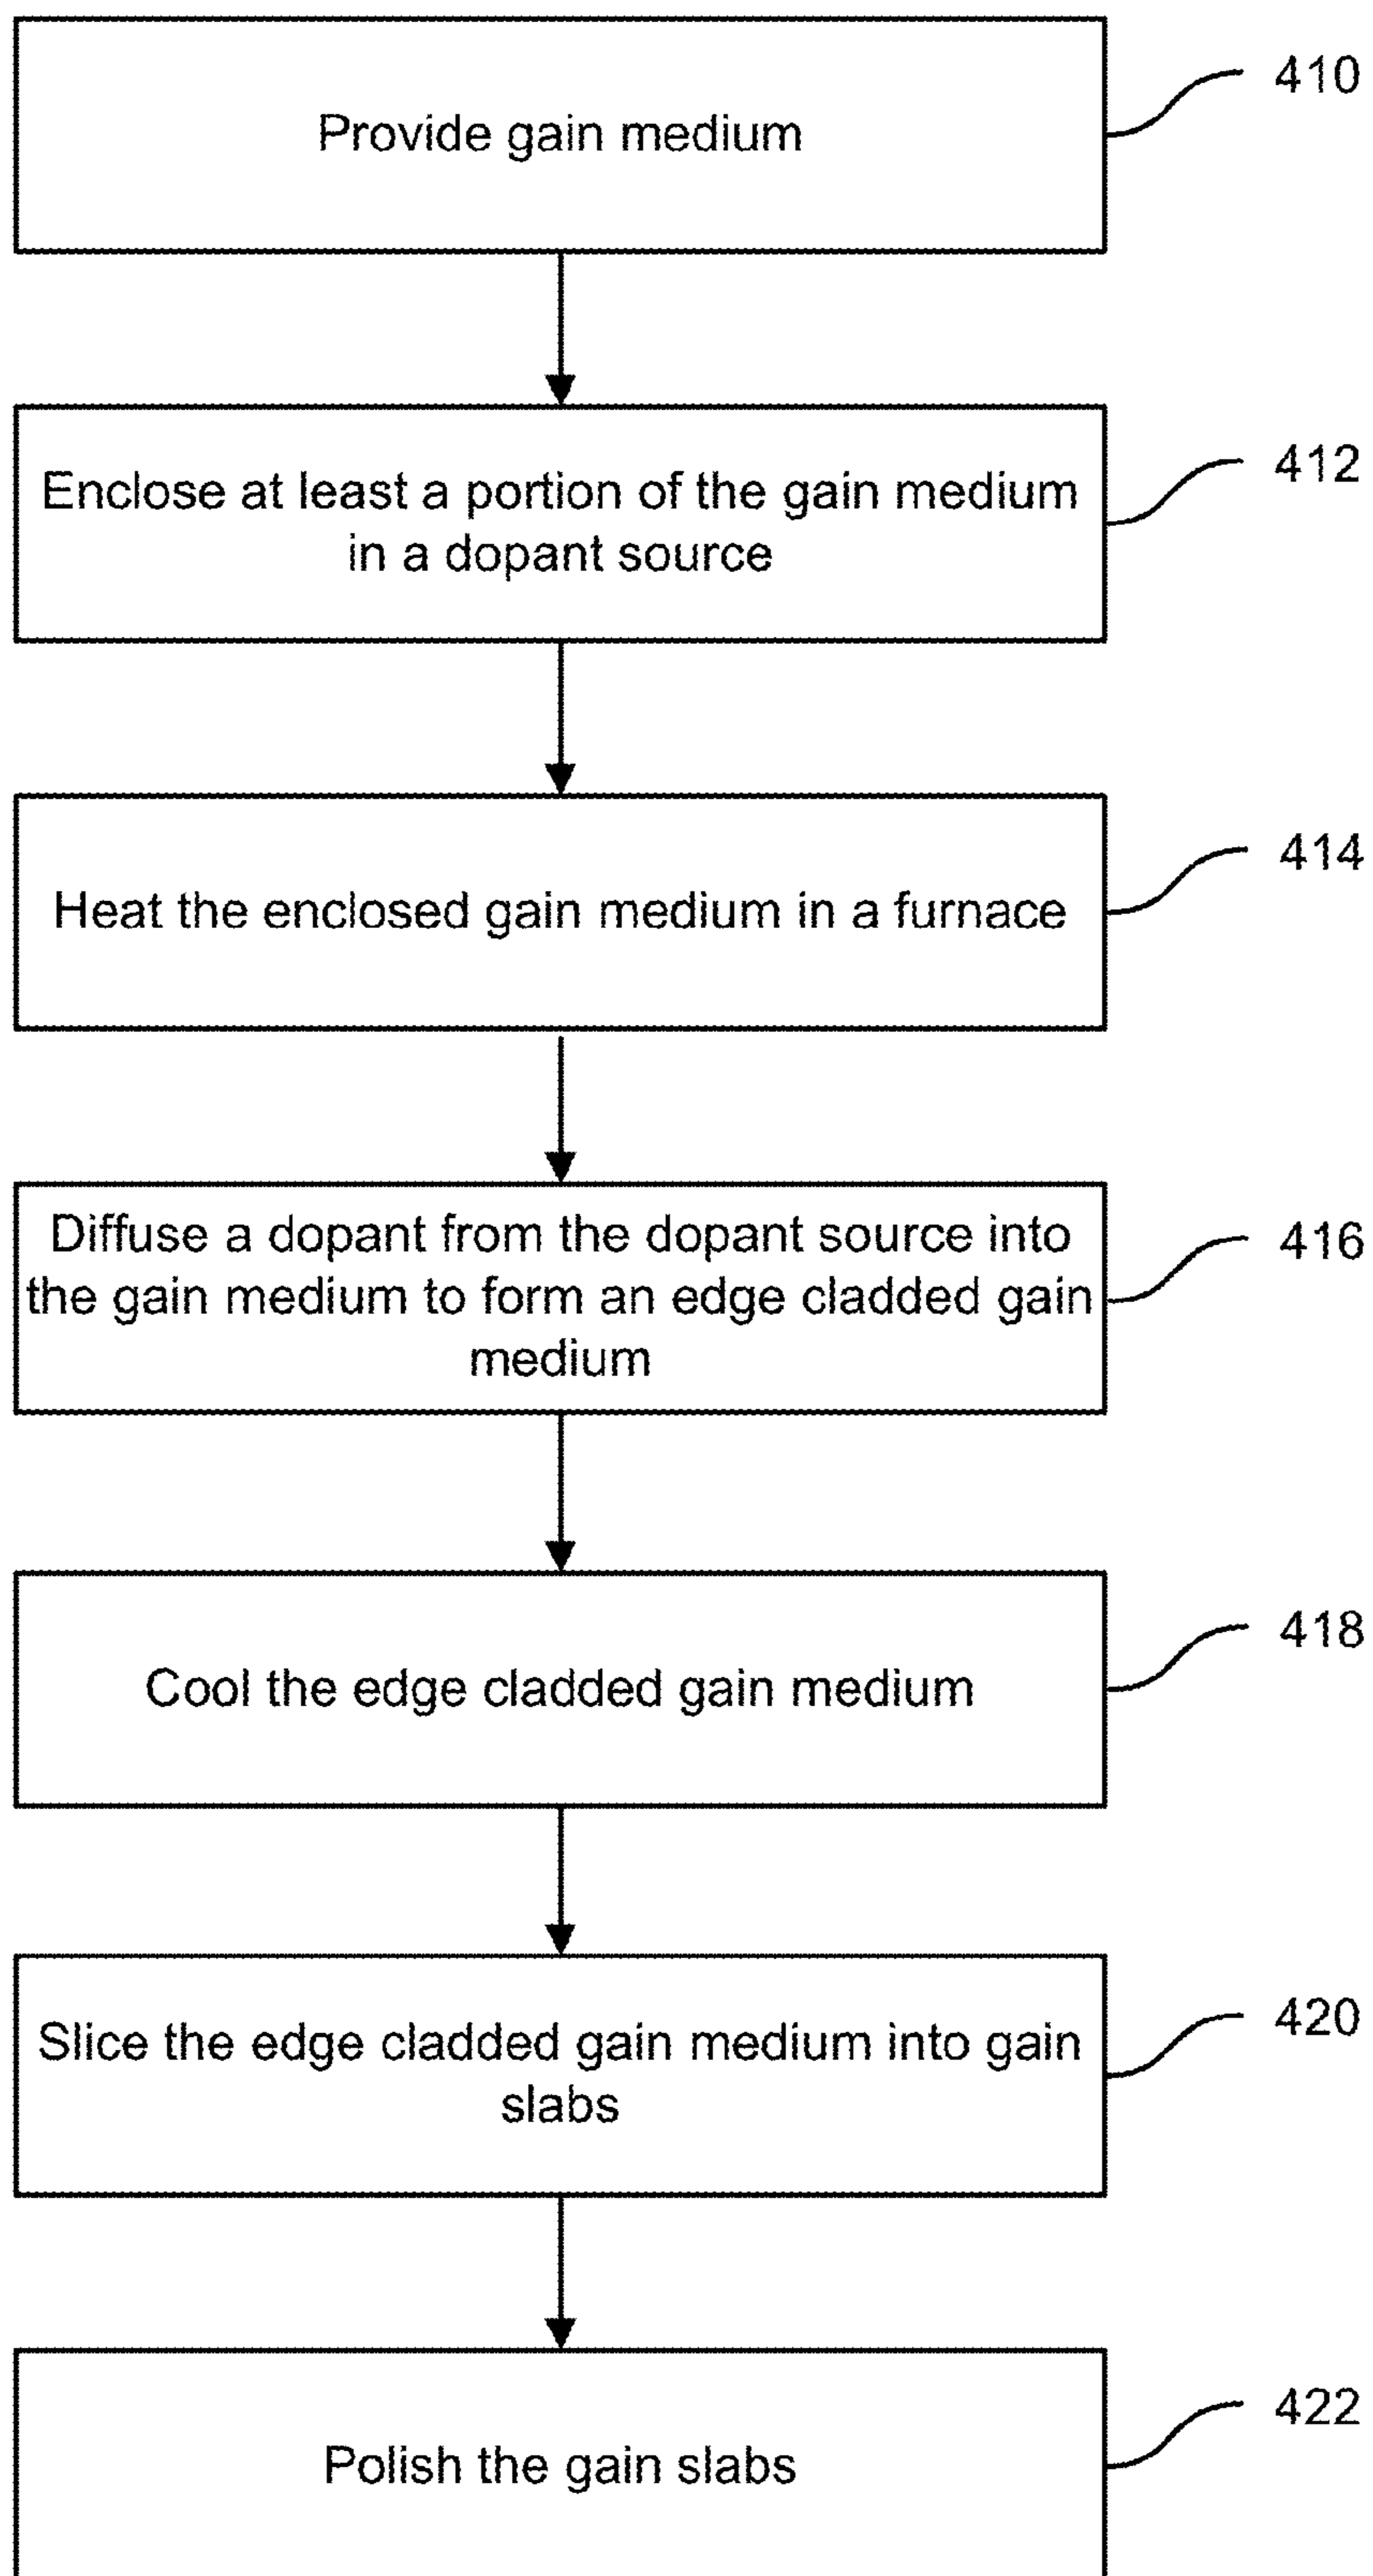 Provide gain medium
410
Enclose at least a portion of the gain medium
in a dopant source
412
Heat the enclosed gain medium in a furnace
414
Diffuse a dopant from the dopant source into
the gain medium to form an edge cladded gain
medium
416
Cool the edge cladded gain medium
418
Slice the edge cladded gain medium into gain
slabs
420
Polish the gain slabs
422